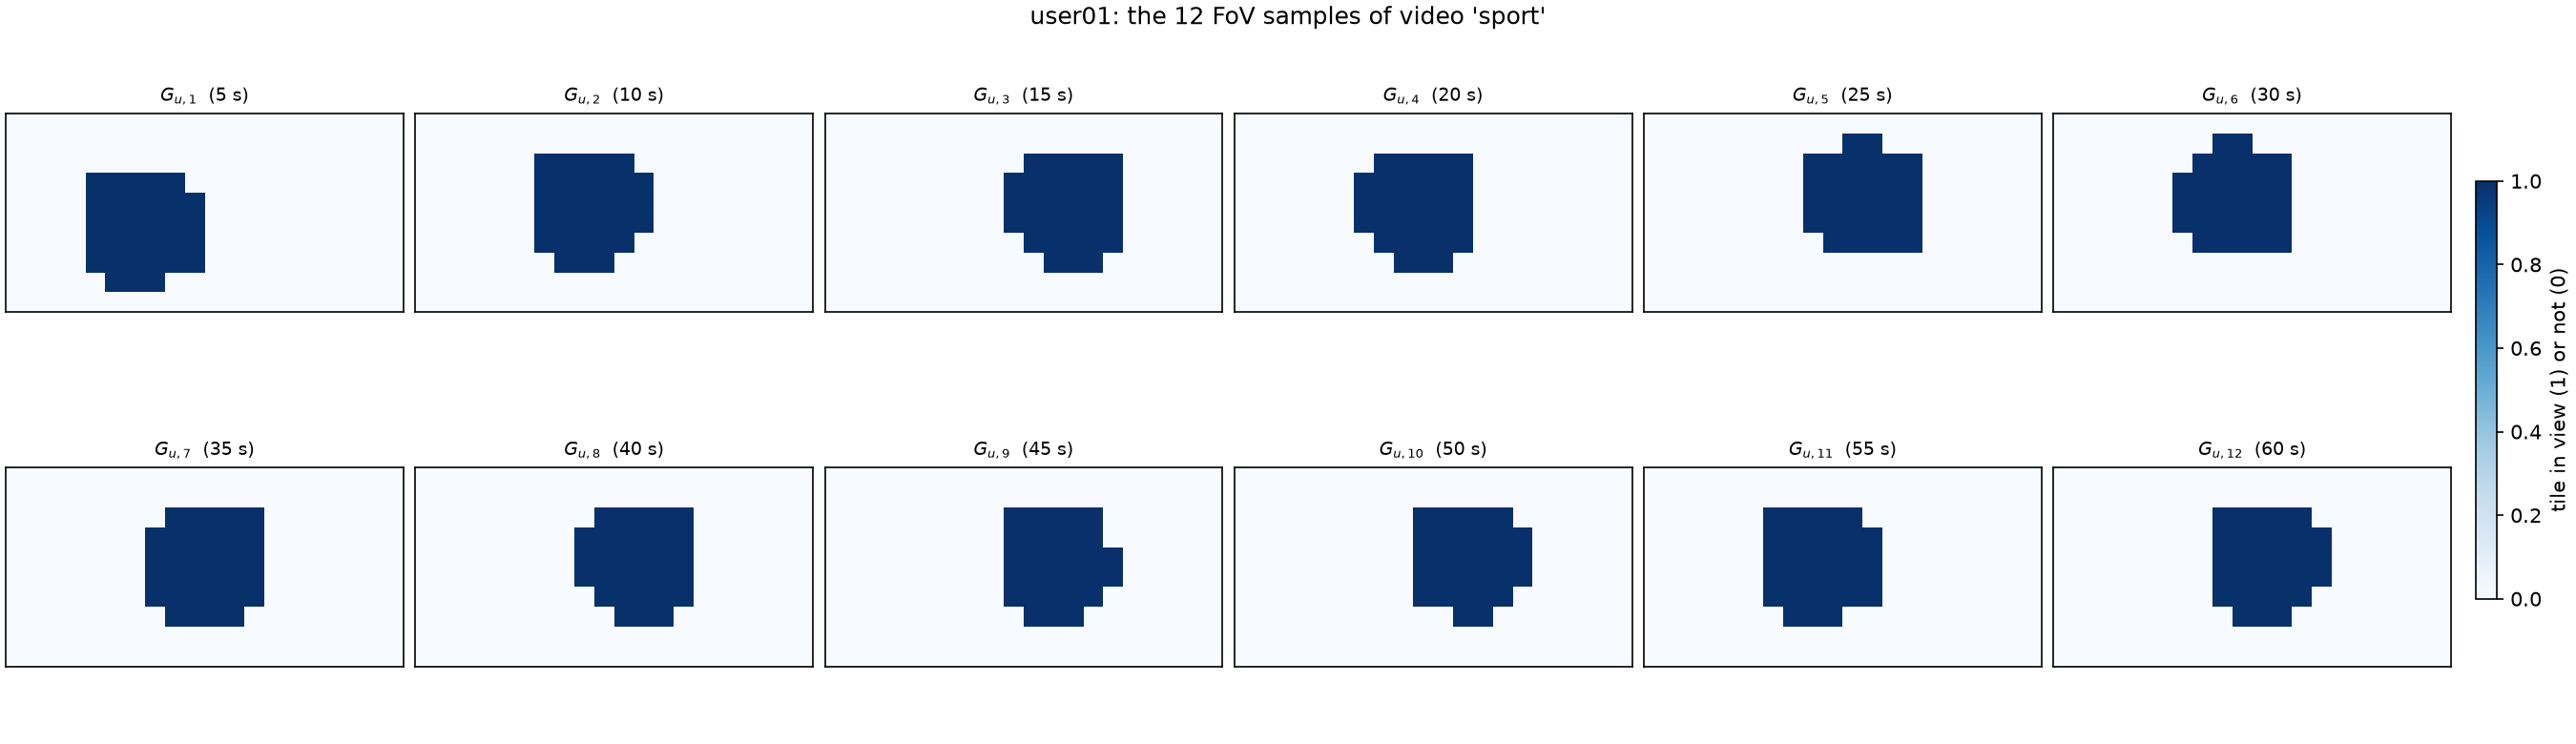 user01: the 12 FoV samples of video 'sport'
G_{u,1} (5 s)
G_{u,2} (10 s)
G_{u,3} (15 s)
G_{u,4} (20 s)
G_{u,5} (25 s)
G_{u,6} (30 s)
G_{u,7} (35 s)
G_{u,8} (40 s)
G_{u,9} (45 s)
G_{u,10} (50 s)
G_{u,11} (55 s)
G_{u,12} (60 s)
1.0
0.8
0.6
0.4
0.2
0.0
tile in view (1) or not (0)